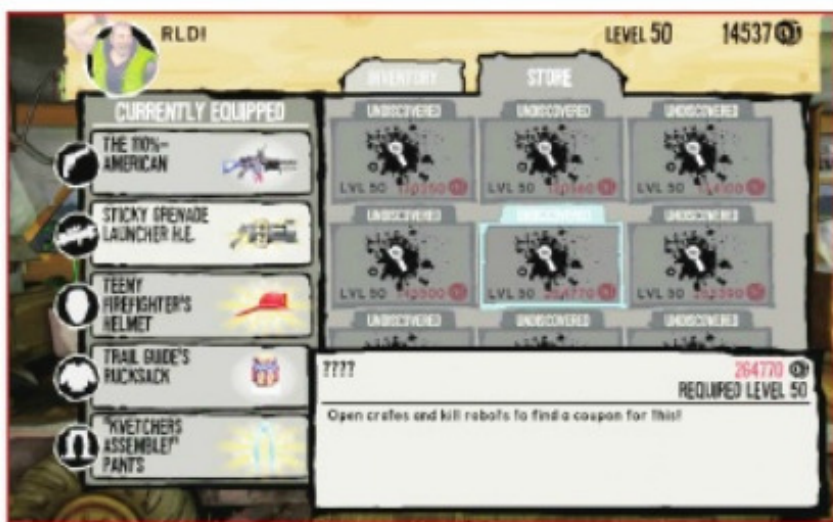 RLDI
LEVEL 50
14537
INVENTORY
STORE
CURRENTLY EQUIPPED
THE 110%-
AMERICAN
STICKY GRENADE
LAUNCHER H.E.
TEENY
FIREFIGHTER'S
HELMET
TRAIL GUIDE'S
RUCKSACK
"KVETCHERS
ASSEMBLE!"
PANTS
UNDISCOVERED
UNDISCOVERED
UNDISCOVERED
LVL 50
LVL 50
LVL 50
UNDISCOVERED
UNDISCOVERED
UNDISCOVERED
LVL 50
LVL 50 264770
LVL 50
UNDISCOVERED
UNDISCOVERED
UNDISCOVERED
????
264770
REQUIRED LEVEL 50
Open crates and kill robots to find a coupon for this!